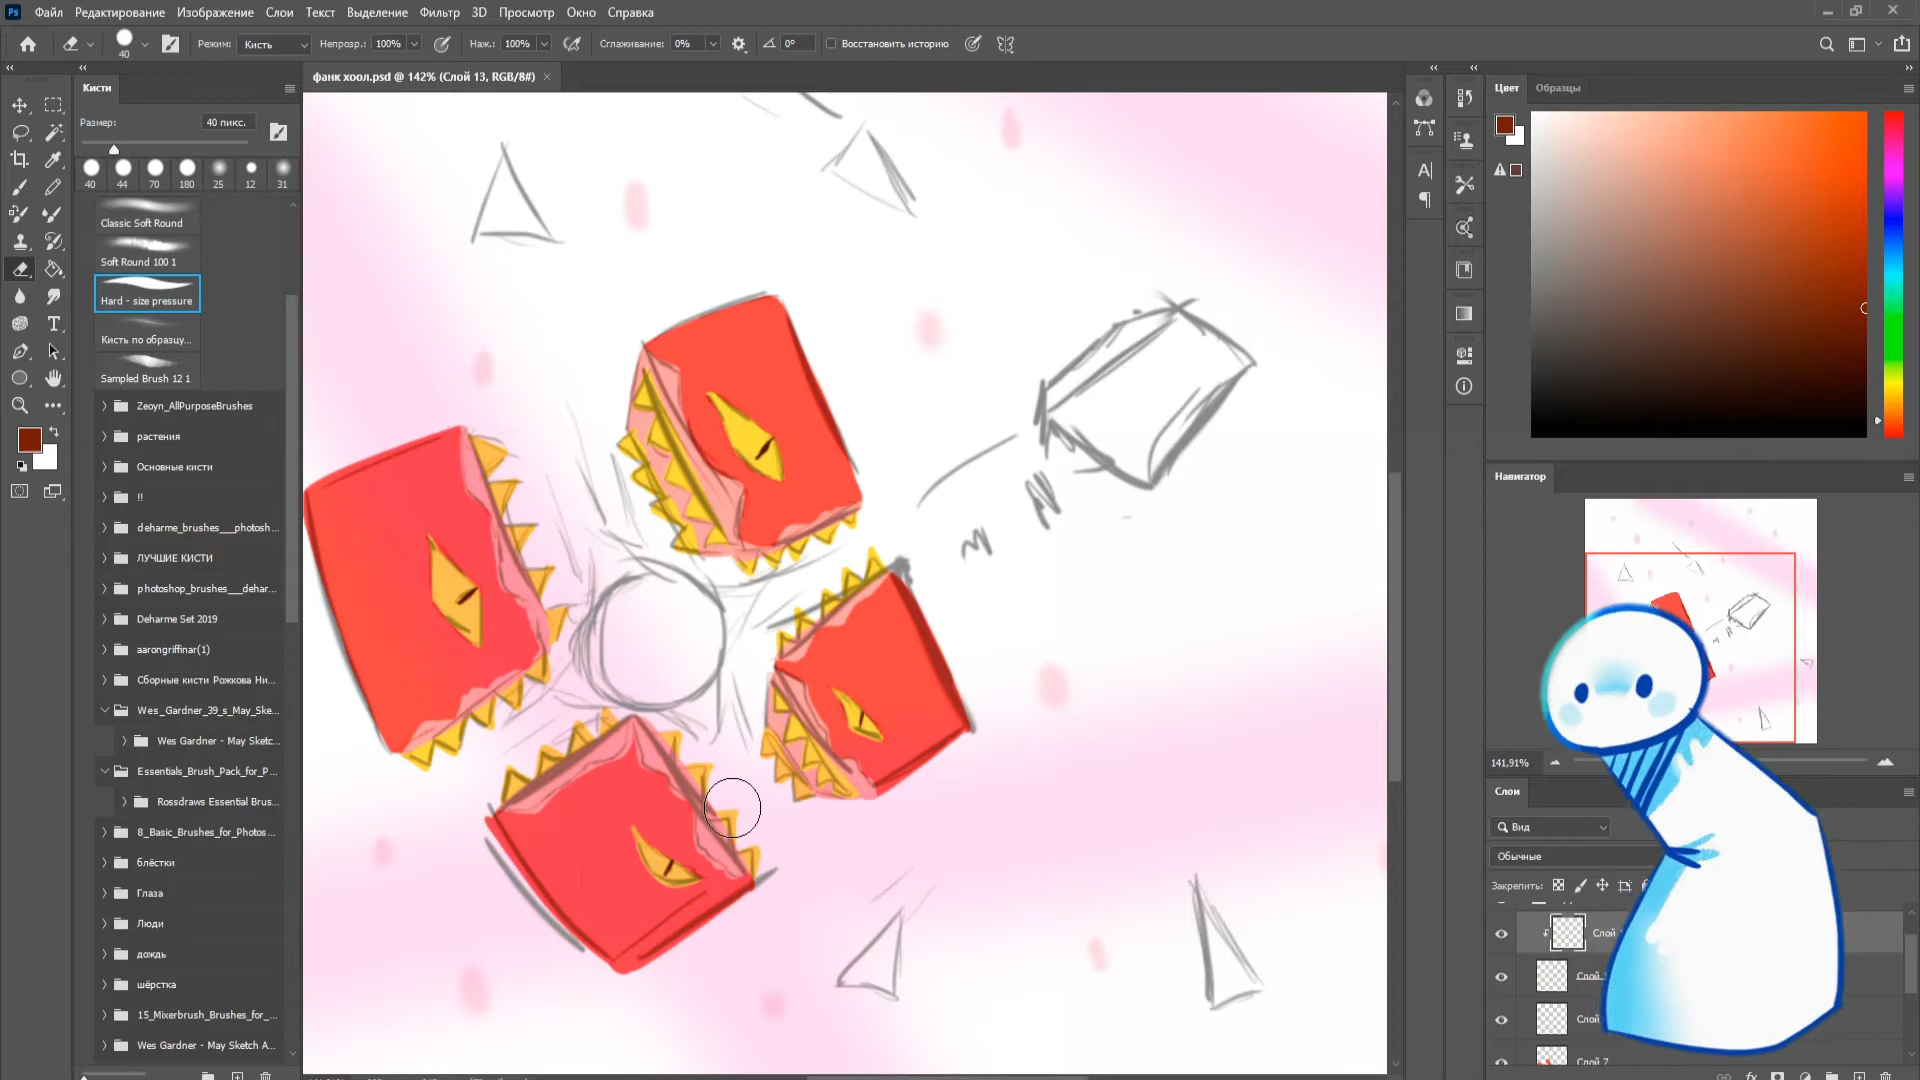 Ps Файл Редактирование Изображение Слои Текст Выделение Фильтр 3D Просмотр Окно Справка
40 Режим: Кисть Непрозр.: 100% Наж.: 100% Сглаживание: 0% 0° Восстановить историю
фанк хоол.psd @ 142% (Слой 13, RGB/8#) ×
Кисти
Размер: 40 пикс.
40 44 70 180 25 12 31
Classic Soft Round
Soft Round 100 1
Hard - size pressure
Кисть по образцу...
Sampled Brush 12 1
Zeoyn_AllPurposeBrushes
растения
Основные кисти
!!
deharme_brushes___photosh...
ЛУЧШИЕ КИСТИ
photoshop_brushes___dehar...
Deharme Set 2019
aarongriffinar(1)
Сборные кисти Рожкова Ни...
Wes_Gardner_39_s_May_Ske...
Wes Gardner - May Sketc...
Essentials_Brush_Pack_for_P...
Rossdraws Essential Brus...
8_Basic_Brushes_for_Photos...
блёстки
Глаза
Люди
дождь
шёрстка
15_Mixerbrush_Brushes_for_...
Wes Gardner - May Sketch A...
Цвет Образцы
Навигатор
141,91%
Слои
Вид
Обычные
Закрепить:
Слой
Слой
Слой
Слой 7